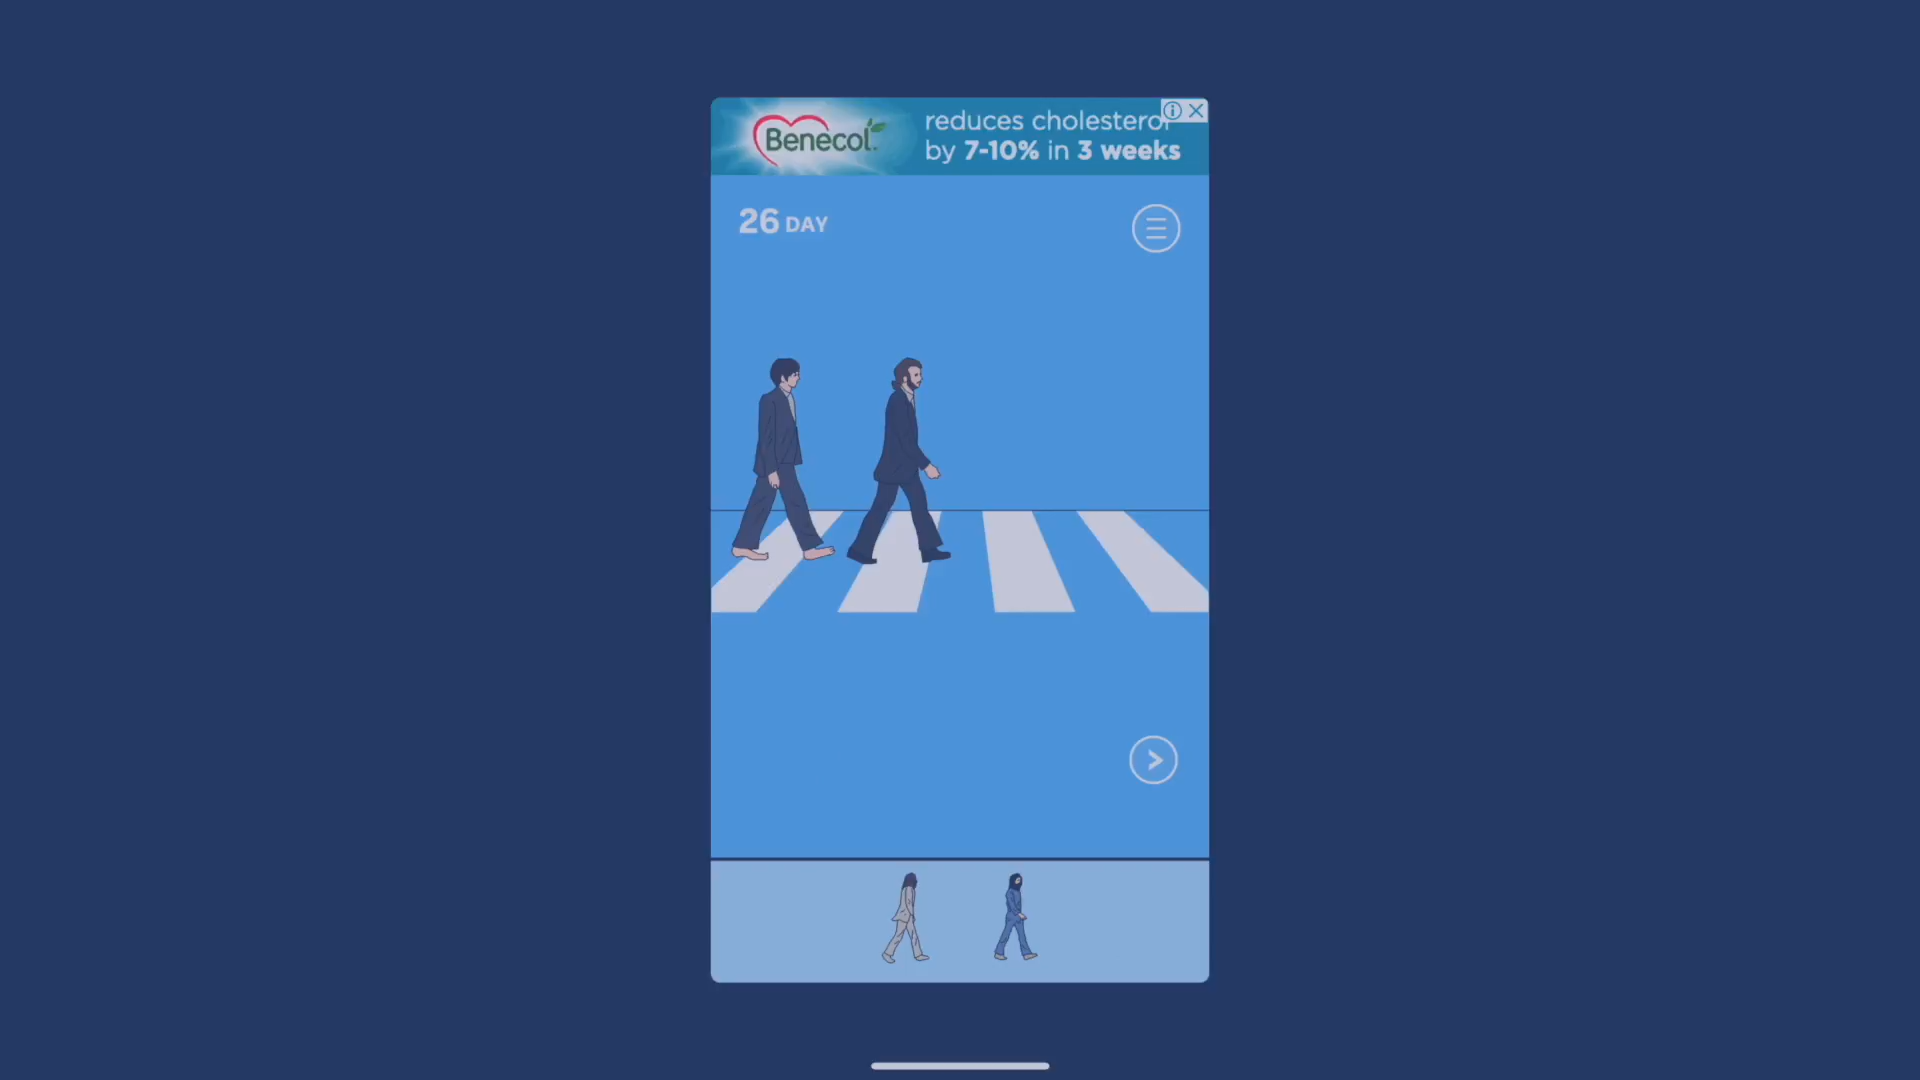 Benecol.
reduces cholesterol
by 7-10% in 3 weeks
26 DAY